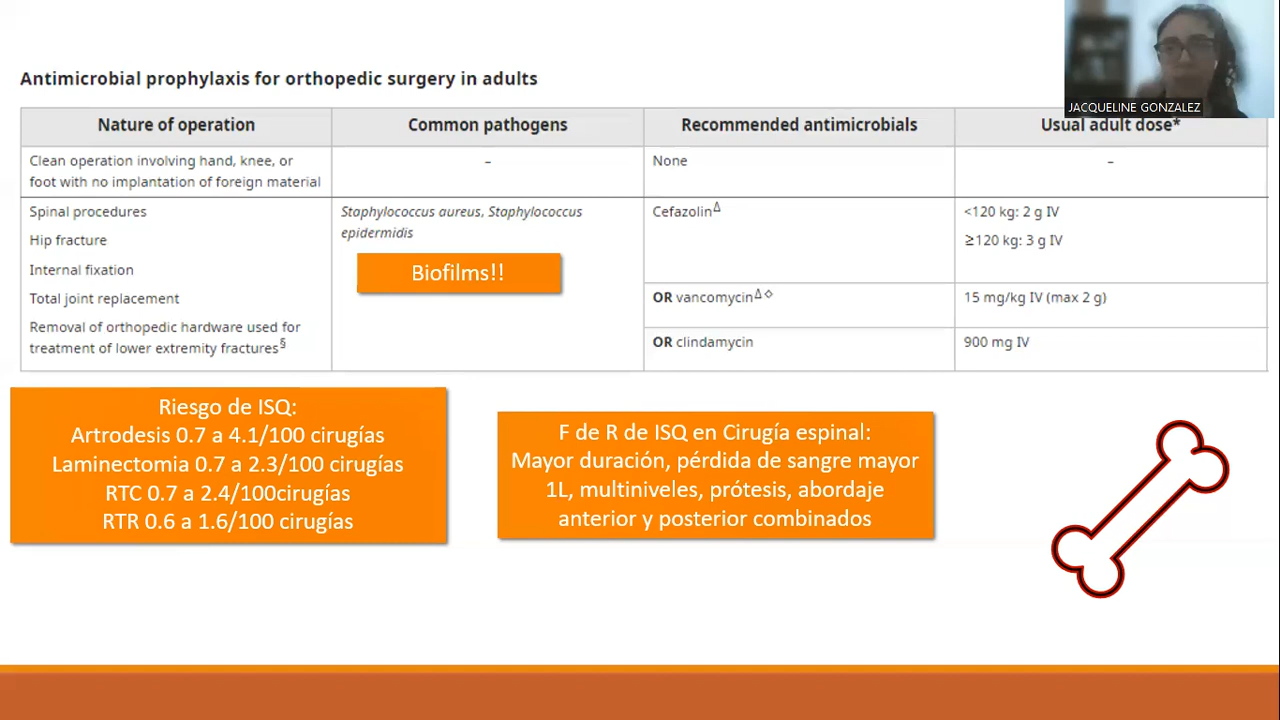 JACQUELINE GONZALEZ
Antimicrobial prophylaxis for orthopedic surgery in adults
Nature of operation
Common pathogens
Recommended antimicrobials
Usual adult dose*
Clean operation involving hand, knee, or
foot with no implantation of foreign material
–
None
–
Spinal procedures
Hip fracture
Internal fixation
Total joint replacement
Removal of orthopedic hardware used for
treatment of lower extremity fractures§
Staphylococcus aureus, Staphylococcus
epidermidis
Biofilms!!
CefazolinΔ
<120 kg: 2 g IV
≥120 kg: 3 g IV
OR vancomycinΔ◇
15 mg/kg IV (max 2 g)
OR clindamycin
900 mg IV
Riesgo de ISQ:
Artrodesis 0.7 a 4.1/100 cirugías
Laminectomia 0.7 a 2.3/100 cirugías
RTC 0.7 a 2.4/100cirugías
RTR 0.6 a 1.6/100 cirugías
F de R de ISQ en Cirugía espinal:
Mayor duración, pérdida de sangre mayor
1L, multiniveles, prótesis, abordaje
anterior y posterior combinados